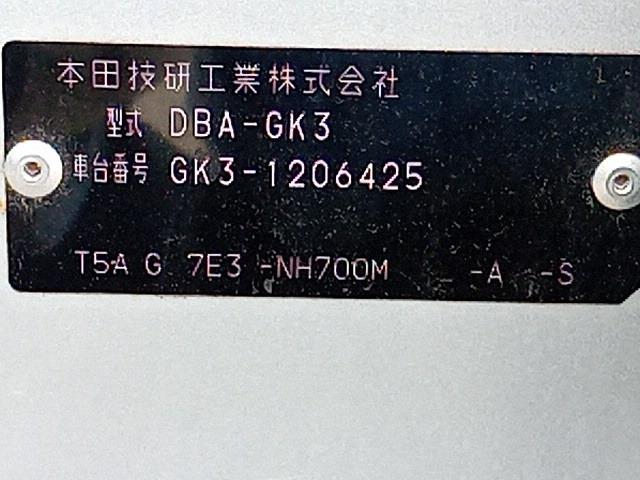 本田技研工業株式会社
型式 DBA-GK3
車台番号 GK3-1206425
T5A G 7E3 -NH700M -A -S